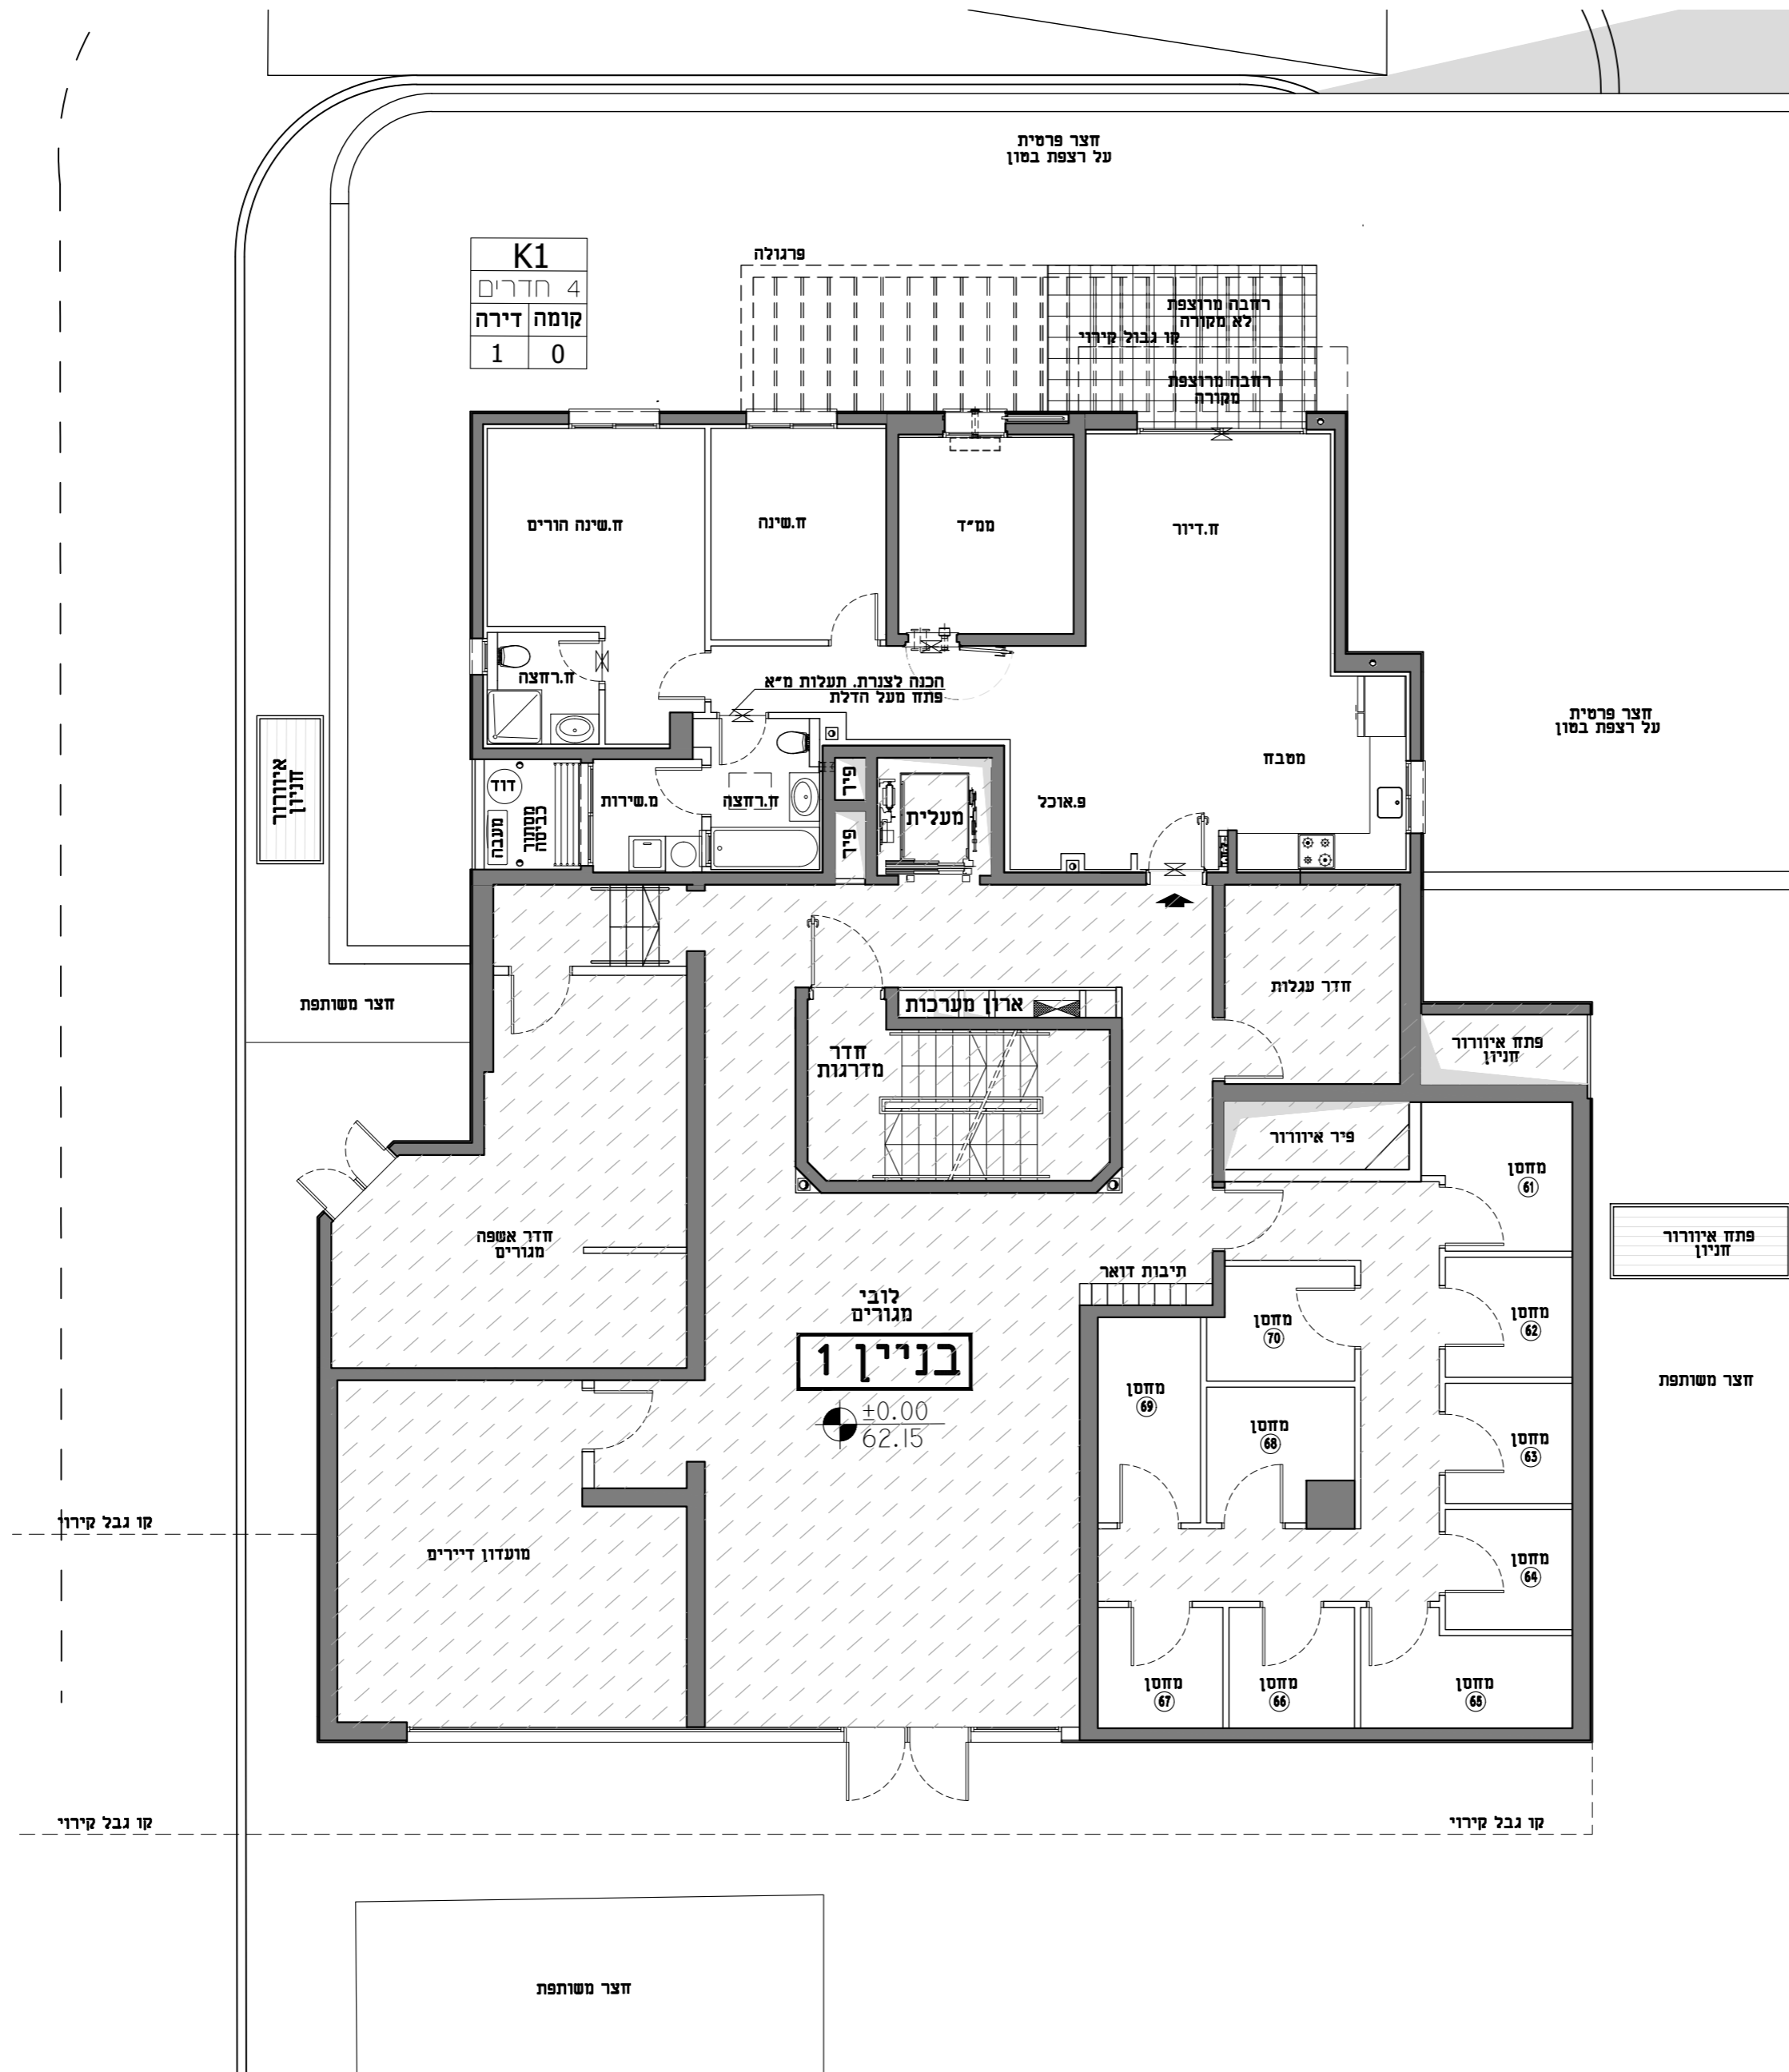 חצר פרטית
על רצפת בטון
K1
4 חדרים
קומה דירה
0 1
פרגולה
רחבה מרוצפת
לא מקורה
קו גבול קירוי
רחבה מרוצפת
מקורה
ח.שינה הורים
ח.שינה
ממ"ד
ח.דיור
ח.רחצה
הכנה לצנרת. תעלות מ"א
פתח מעל הדלת
חצר פרטית
על רצפת בטון
איוורור
חניון
דוד
מעבה
מסתור
כביסה
מ.שירות
ח.רחצה
פיר
פיר
מעלית
פ.אוכל
מטבח
חצר משותפת
ארון מערכות
חדר
מדרגות
חדר עגלות
פתח איוורור
חניון
פיר איוורור
מחסן
61
חדר אשפה
מגורים
תיבות דואר
פתח איוורור
חניון
לובי
מגורים
בניין 1
±0.00
62.15
מחסן
70
מחסן
62
מחסן
69
מחסן
68
מחסן
63
חצר משותפת
קו גבל קירוי
מועדון דיירים
מחסן
64
מחסן
67
מחסן
66
מחסן
65
קו גבל קירוי
קו גבל קירוי
חצר משותפת